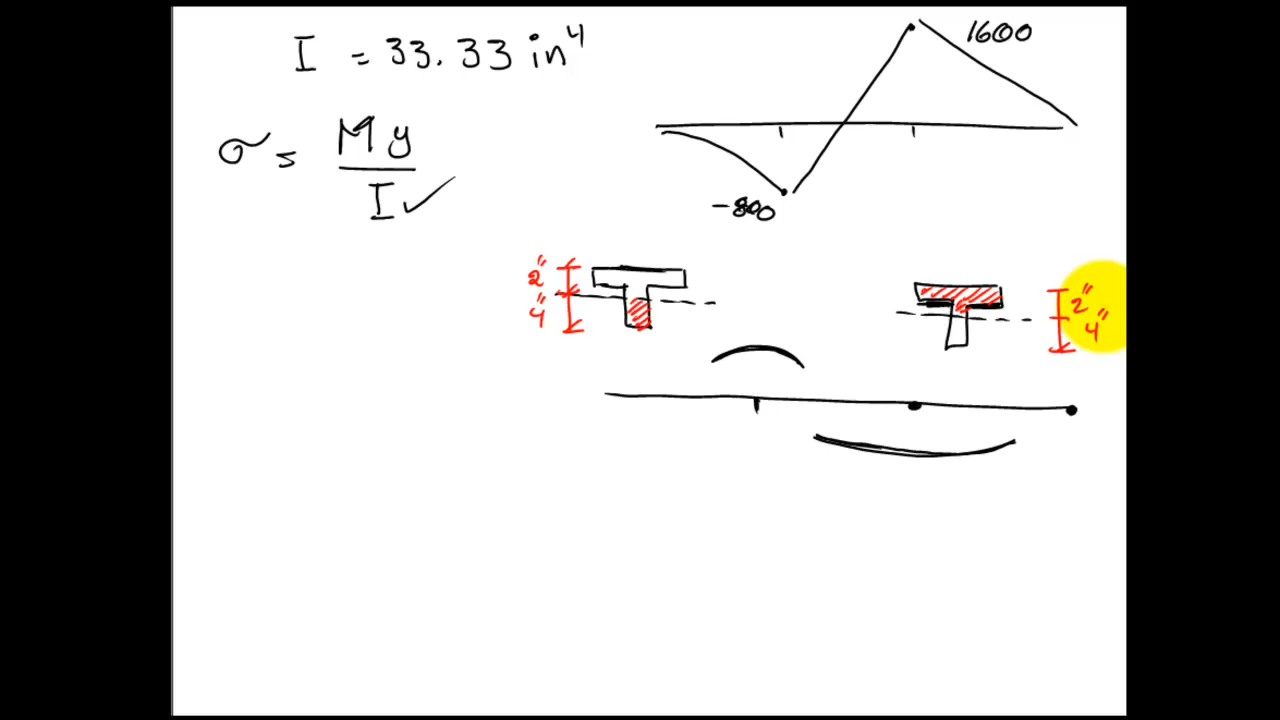 I = 33.33 in⁴
1600
σ = My
I ✓
-800
2"
4"
2"
4"